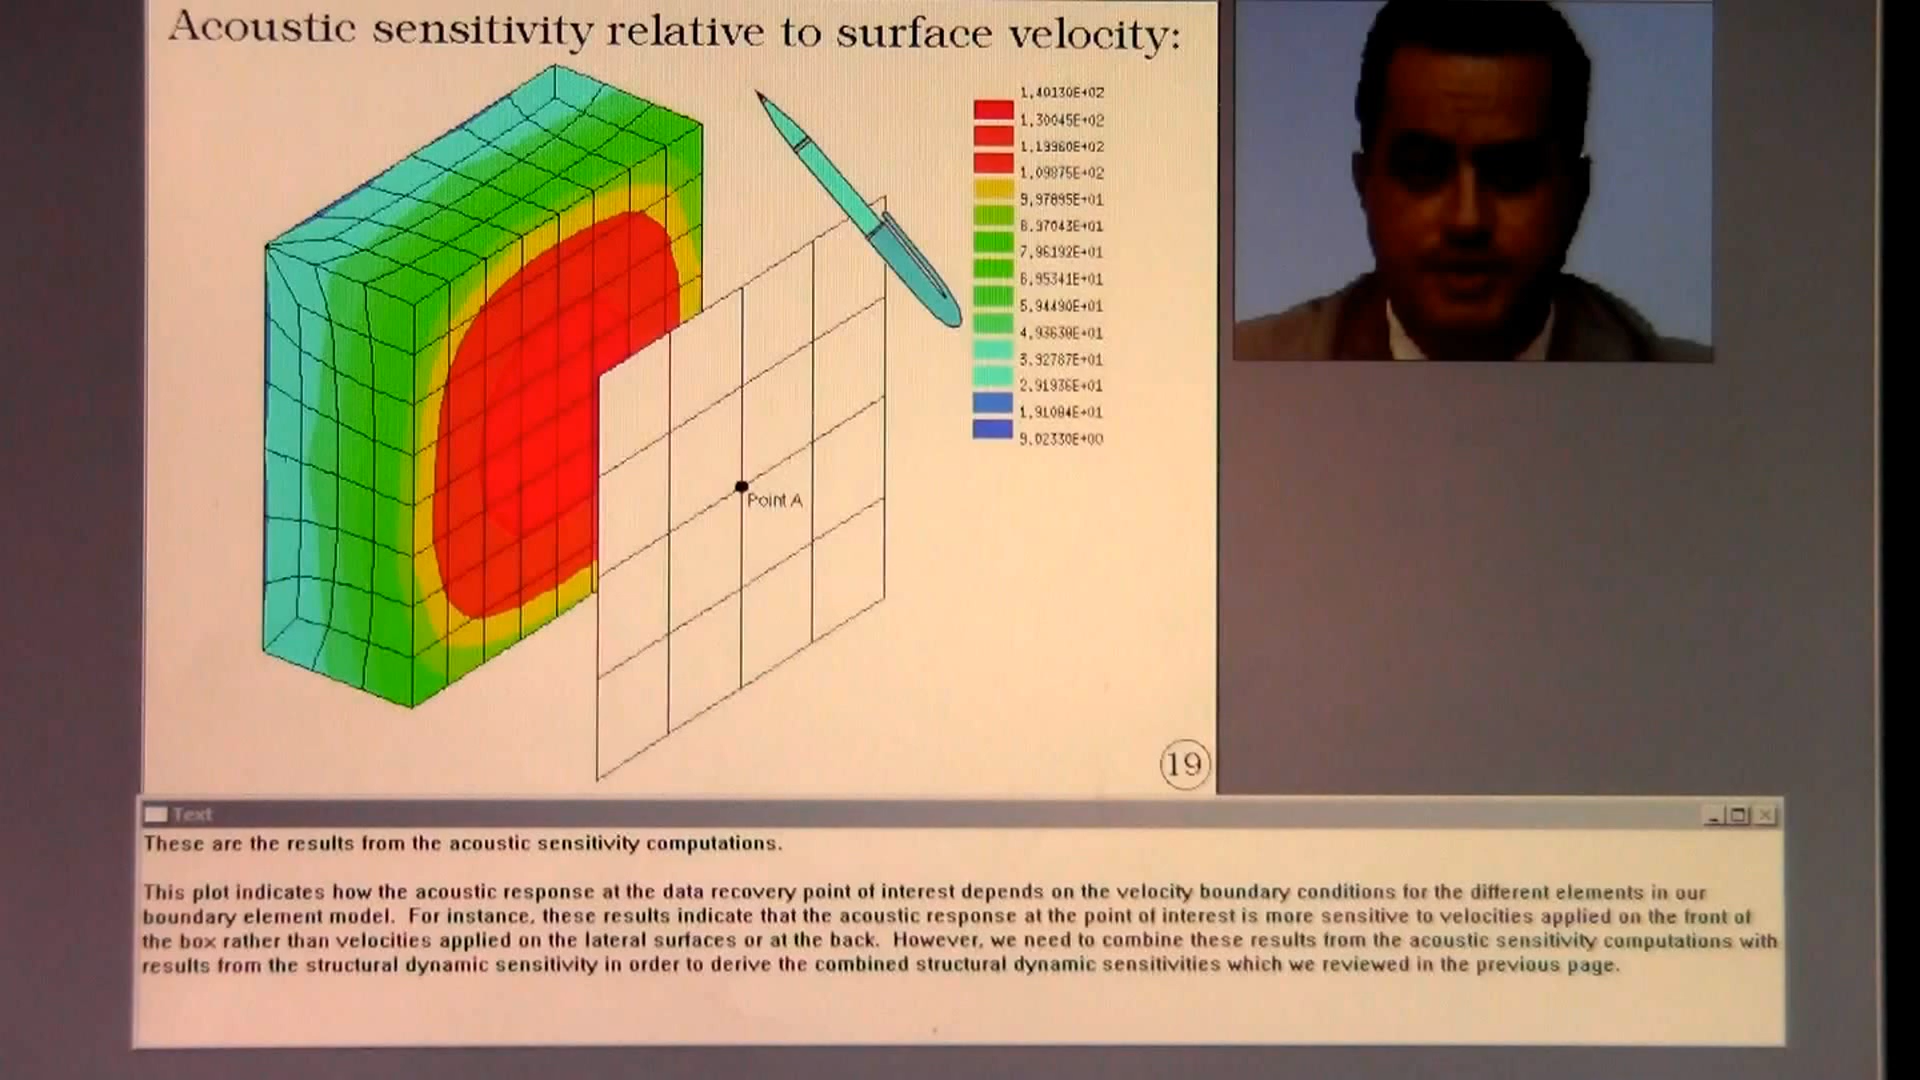 Acoustic sensitivity relative to surface velocity:
1.40130E+02
1.30045E+02
1.19960E+02
1.09875E+02
9.97895E+01
8.97043E+01
7.96192E+01
6.95341E+01
5.94490E+01
4.93638E+01
3.92787E+01
2.91936E+01
1.91084E+01
9.02330E+00
Point A
19
Text
These are the results from the acoustic sensitivity computations.
This plot indicates how the acoustic response at the data recovery point of interest depends on the velocity boundary conditions for the different elements in our
boundary element model. For instance, these results indicate that the acoustic response at the point of interest is more sensitive to velocities applied on the front of
the box rather than velocities applied on the lateral surfaces or at the back. However, we need to combine these results from the acoustic sensitivity computations with
results from the structural dynamic sensitivity in order to derive the combined structural dynamic sensitivities which we reviewed in the previous page.